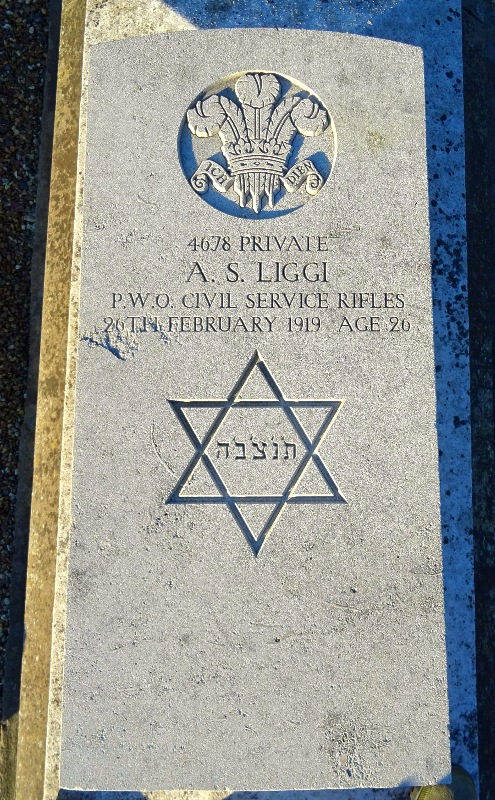 ICH DIEN
4678 PRIVATE
A. S. LIGGI
P.W.O. CIVIL SERVICE RIFLES
26TH FEBRUARY 1919 AGE 26
תנצבה